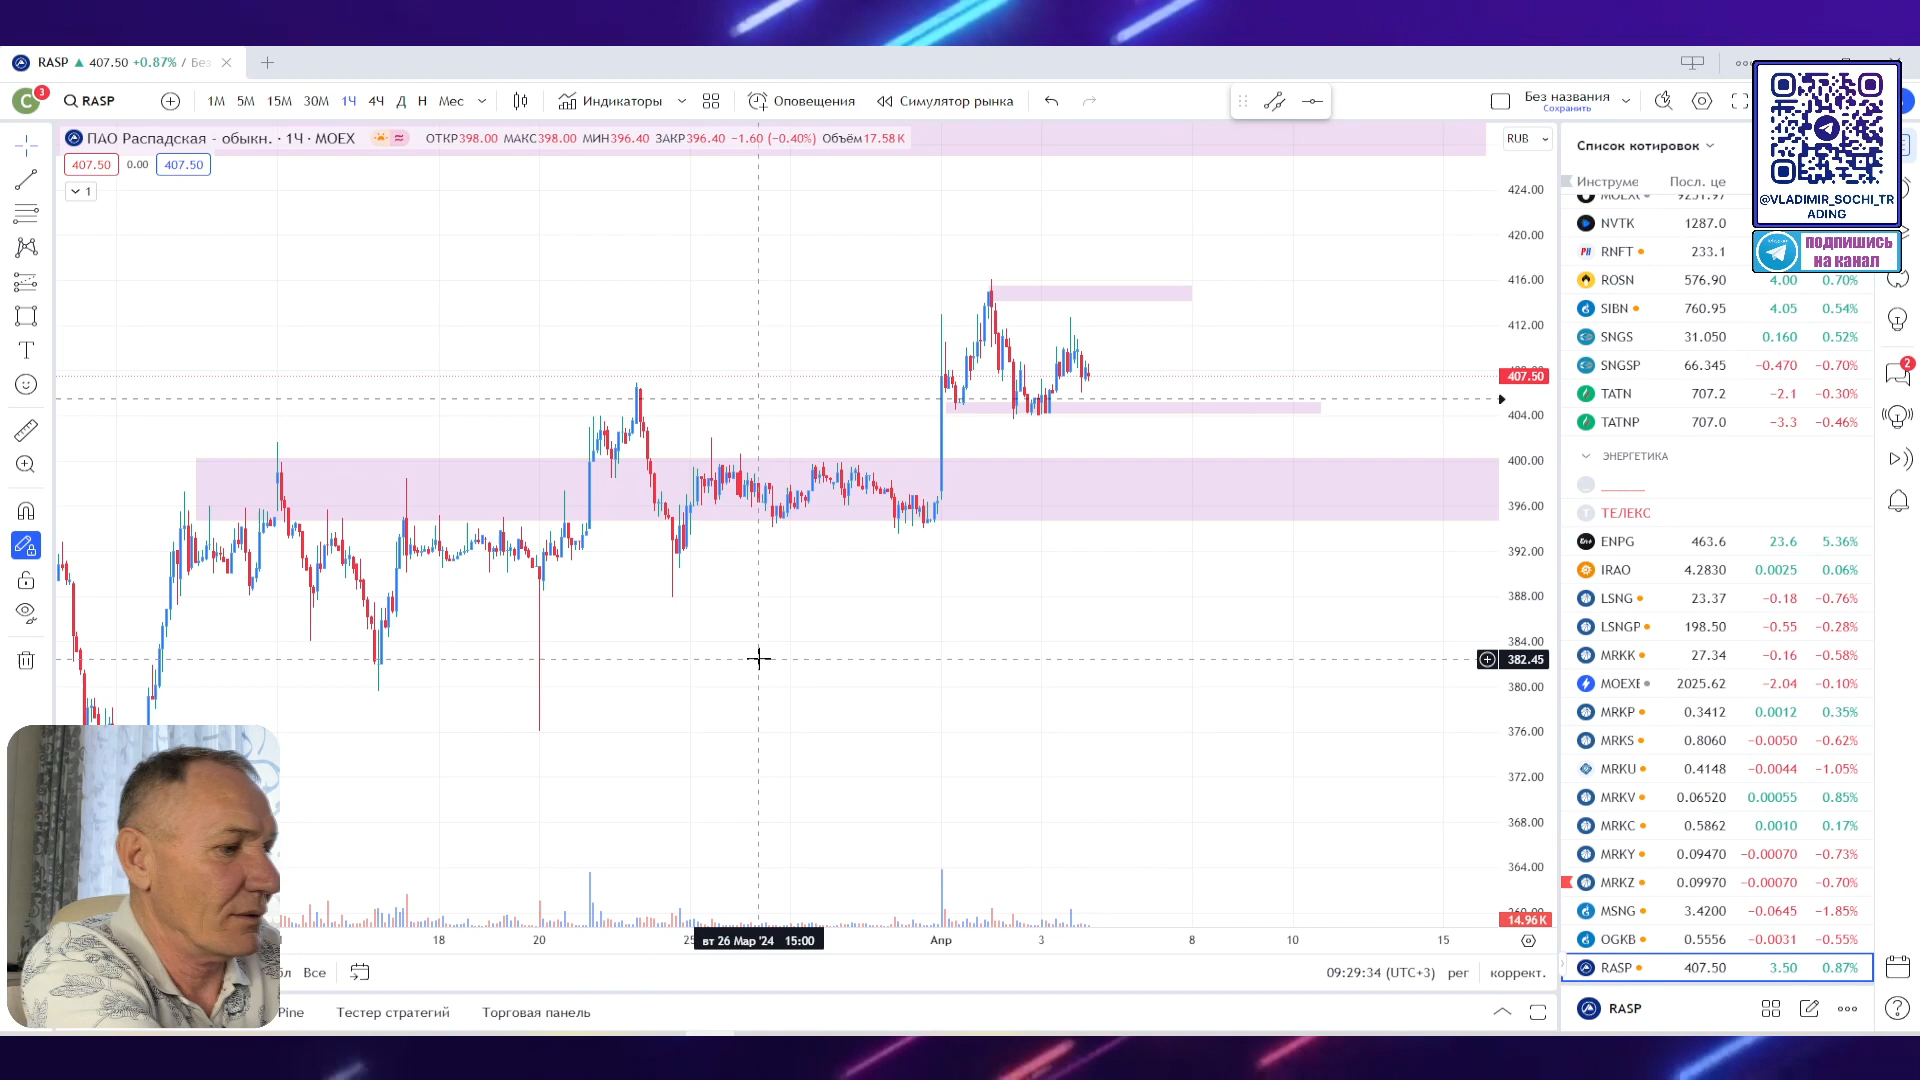 RASP ▲ 407.50 +0.87% / Без
C 3 RASP 1М 5М 15М 30М 1Ч 4Ч Д Н Мес Индикаторы Оповещения Симулятор рынка Без названия
Сохранить
ПАО Распадская - обыкн. · 1Ч · MOEX ОТКР398.00 МАКС398.00 МИН396.40 ЗАКР396.40 −1.60 (−0.40%) Объём17.58 K
RUB
407.50 0.00 407.50
1
424.00
420.00
416.00
412.00
407.50
404.00
400.00
396.00
392.00
388.00
384.00
382.45
380.00
376.00
372.00
368.00
364.00
14.96 K
18 20 вт 26 Мар '24 15:00 Апр 3 8 10 15
Все 09:29:34 (UTC+3) рег коррект.
Pine Тестер стратегий Торговая панель
Список котировок
Инструме Посл. це
NVTK 1287.0
RNFT 233.1
ROSN 576.90 4.00 0.70%
SIBN 760.95 4.05 0.54%
SNGS 31.050 0.160 0.52%
SNGSP 66.345 −0.470 −0.70%
TATN 707.2 −2.1 −0.30%
TATNP 707.0 −3.3 −0.46%
ЭНЕРГЕТИКА
Т ТЕЛЕКС
ENPG 463.6 23.6 5.36%
IRAO 4.2830 0.0025 0.06%
LSNG 23.37 −0.18 −0.76%
LSNGP 198.50 −0.55 −0.28%
MRKK 27.34 −0.16 −0.58%
MOEXE 2025.62 −2.04 −0.10%
MRKP 0.3412 0.0012 0.35%
MRKS 0.8060 −0.0050 −0.62%
MRKU 0.4148 −0.0044 −1.05%
MRKV 0.06520 0.00055 0.85%
MRKC 0.5862 0.0010 0.17%
MRKY 0.09470 −0.00070 −0.73%
MRKZ 0.09970 −0.00070 −0.70%
MSNG 3.4200 −0.0645 −1.85%
OGKB 0.5556 −0.0031 −0.55%
RASP 407.50 3.50 0.87%
RASP
@VLADIMIR_SOCHI_TR
ADING
ПОДПИШИСЬ
на канал
2